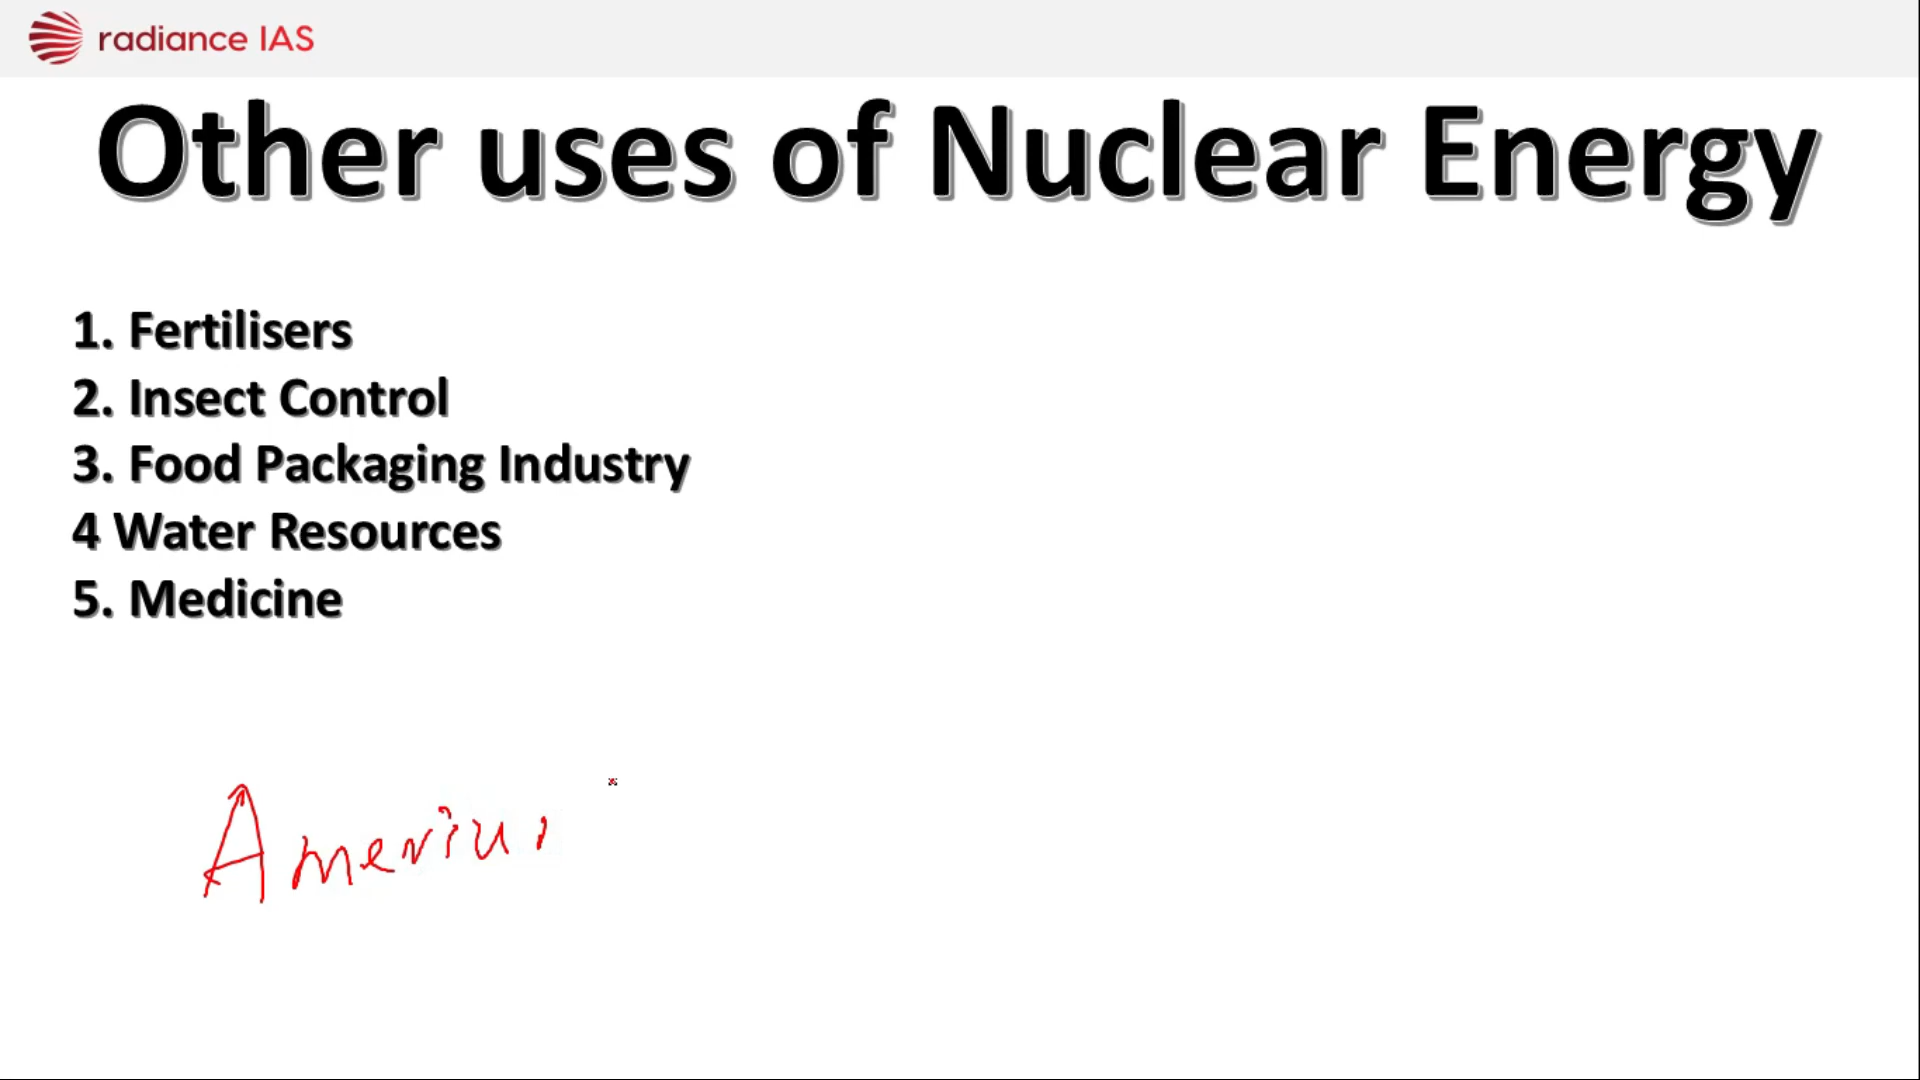 radiance IAS
Other uses of Nuclear Energy
1. Fertilisers
2. Insect Control
3. Food Packaging Industry
4 Water Resources
5. Medicine
Ameriu